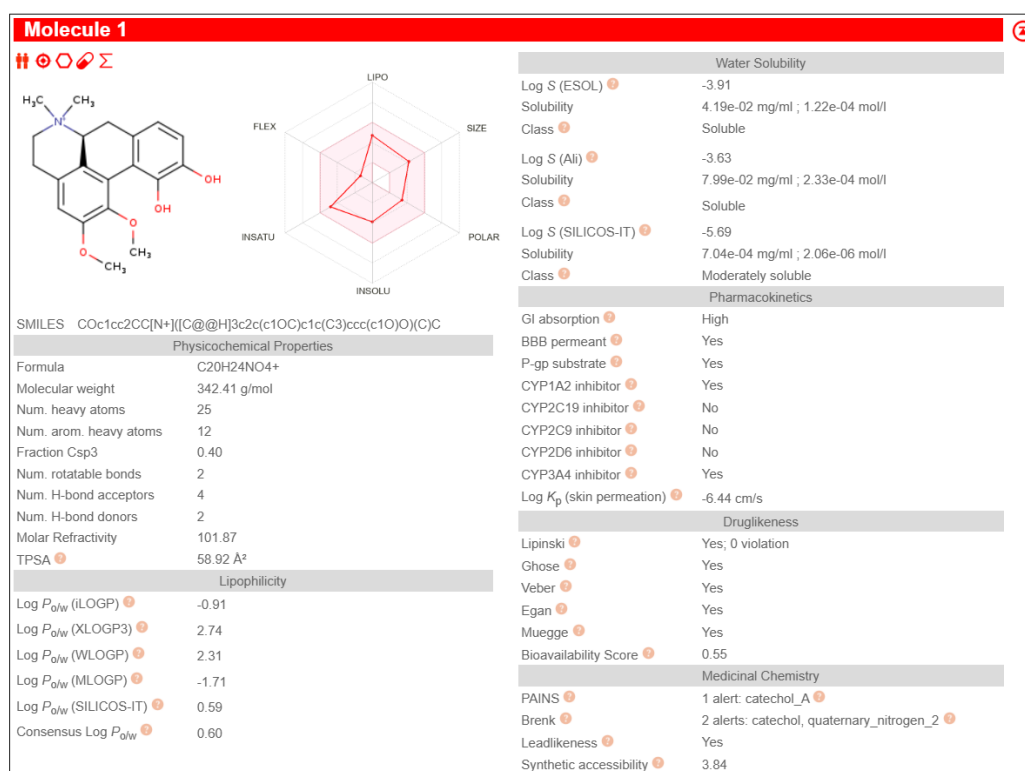 Molecule 1
H₃C
CH₃
N⁺
OH
OH
O
CH₃
O
CH₃
LIPO
FLEX
SIZE
INSATU
POLAR
INSOLU
SMILES COc1cc2CC[N+]([C@@H]3c2c(c1OC)c1c(C3)ccc(c1O)O)(C)C
Physicochemical Properties
Formula C20H24NO4+
Molecular weight 342.41 g/mol
Num. heavy atoms 25
Num. arom. heavy atoms 12
Fraction Csp3 0.40
Num. rotatable bonds 2
Num. H-bond acceptors 4
Num. H-bond donors 2
Molar Refractivity 101.87
TPSA ? 58.92 Å²
Lipophilicity
Log Po/w (iLOGP) ? -0.91
Log Po/w (XLOGP3) ? 2.74
Log Po/w (WLOGP) ? 2.31
Log Po/w (MLOGP) ? -1.71
Log Po/w (SILICOS-IT) ? 0.59
Consensus Log Po/w ? 0.60
Water Solubility
Log S (ESOL) ? -3.91
Solubility 4.19e-02 mg/ml ; 1.22e-04 mol/l
Class ? Soluble
Log S (Ali) ? -3.63
Solubility 7.99e-02 mg/ml ; 2.33e-04 mol/l
Class ? Soluble
Log S (SILICOS-IT) ? -5.69
Solubility 7.04e-04 mg/ml ; 2.06e-06 mol/l
Class ? Moderately soluble
Pharmacokinetics
GI absorption ? High
BBB permeant ? Yes
P-gp substrate ? Yes
CYP1A2 inhibitor ? Yes
CYP2C19 inhibitor ? No
CYP2C9 inhibitor ? No
CYP2D6 inhibitor ? No
CYP3A4 inhibitor ? Yes
Log Kp (skin permeation) ? -6.44 cm/s
Druglikeness
Lipinski ? Yes; 0 violation
Ghose ? Yes
Veber ? Yes
Egan ? Yes
Muegge ? Yes
Bioavailability Score ? 0.55
Medicinal Chemistry
PAINS ? 1 alert: catechol_A ?
Brenk ? 2 alerts: catechol, quaternary_nitrogen_2 ?
Leadlikeness ? Yes
Synthetic accessibility ? 3.84